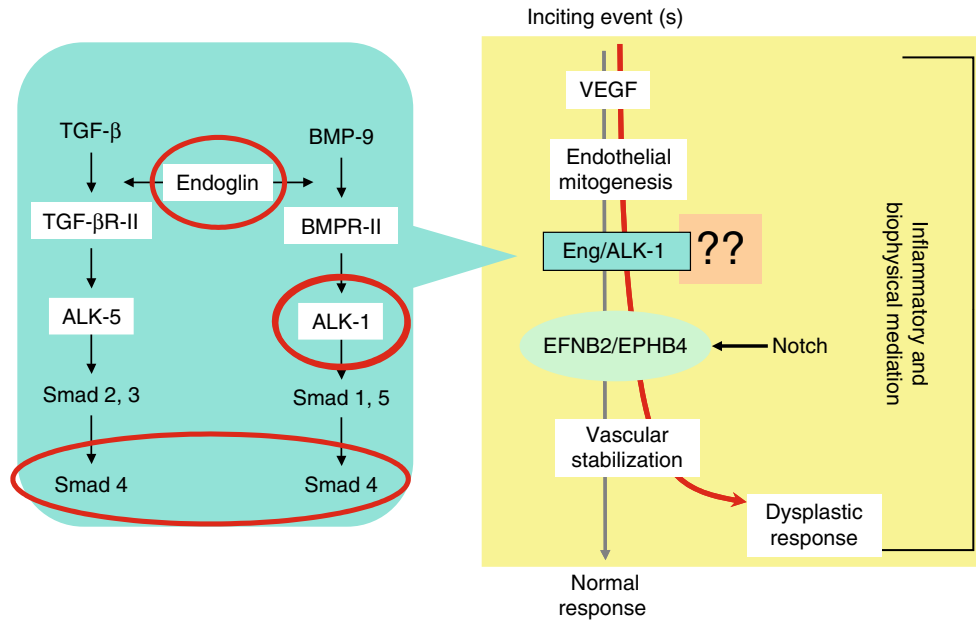 TGF-β
BMP-9
Endoglin
TGF-βR-II
BMPR-II
ALK-5
ALK-1
Smad 2, 3
Smad 1, 5
Smad 4
Smad 4
Inciting event (s)
VEGF
Endothelial
mitogenesis
Eng/ALK-1
??
EFNB2/EPHB4
Notch
Vascular
stabilization
Dysplastic
response
Normal
response
Inflammatory and
biophysical mediation